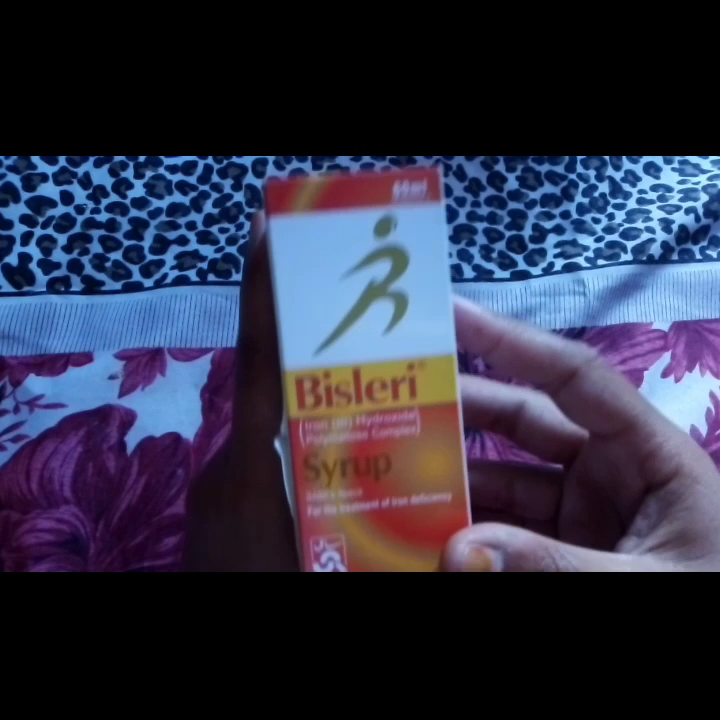 Bisleri®
(Iron (III) Hydroxide
Polymaltose Complex)
Syrup
For the treatment of iron deficiency